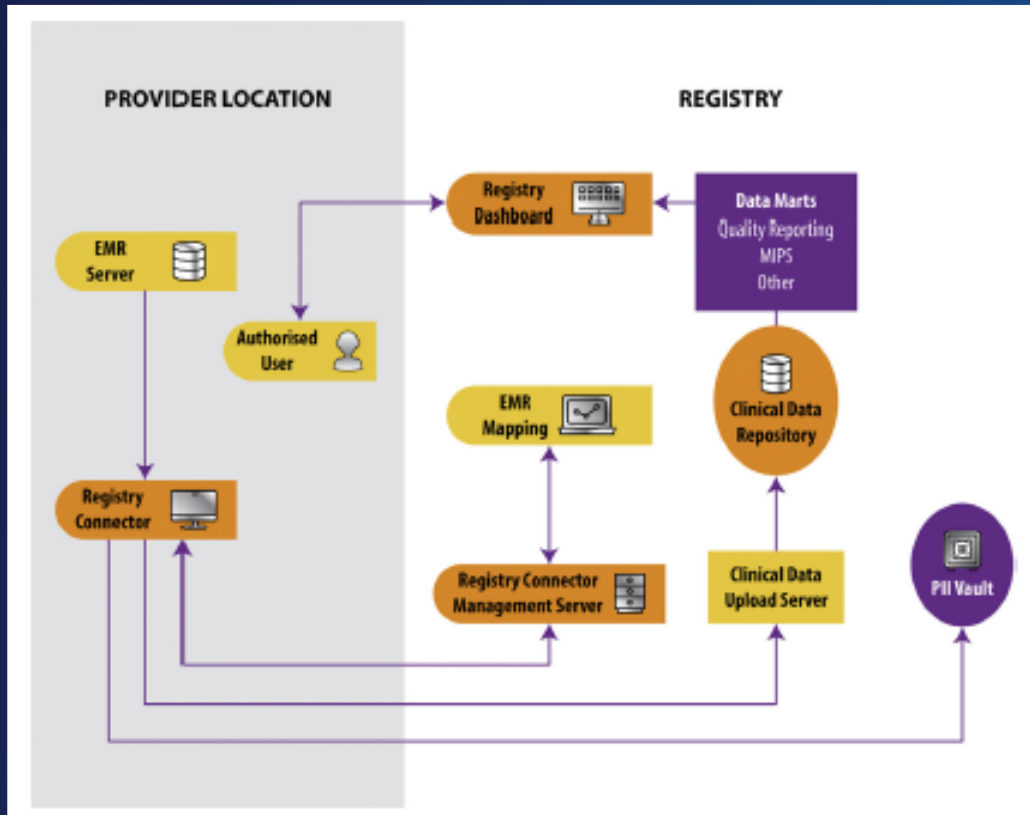 PROVIDER LOCATION
REGISTRY
Registry
Dashboard
Data Marts
Quality Reporting
MIPS
Other
EMR
Server
Authorised
User
EMR
Mapping
Clinical Data
Repository
Registry
Connector
Registry Connector
Management Server
Clinical Data
Upload Server
PII Vault